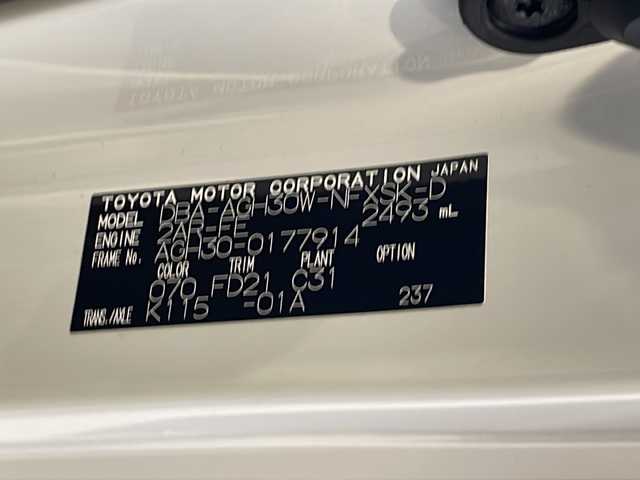 TOYOTA MOTOR CORPORATION JAPAN
MODEL DBA-AGH30W-NFXSK-D
ENGINE 2AR-FE 2493 mL
FRAME No. AGH30-0177914
COLOR TRIM PLANT OPTION
070 FD21 C31
TRANS./AXLE K115 -01A 237